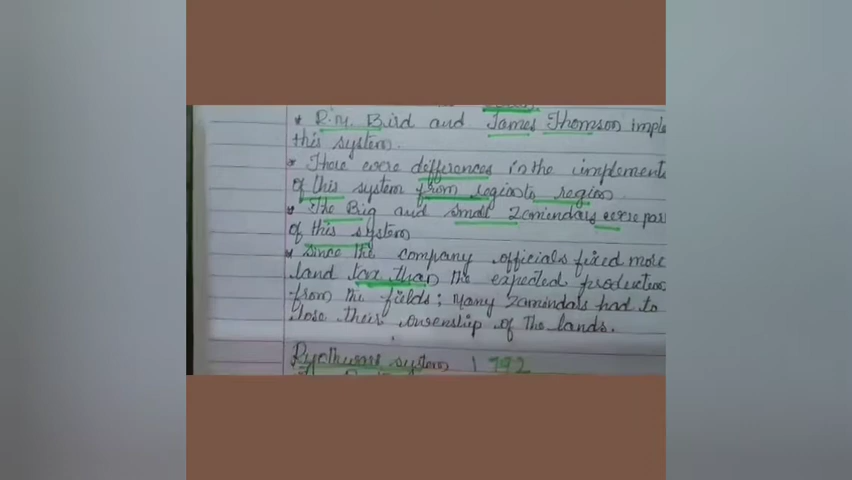 * R.M. Bird and James Thomson imple
this system.
* There were differences in the implement
of this system from region to region
* The Big and small Zamindars were par
of this system
* Since the company officials fixed more
land tax than the expected production
from the fields; Many Zamindars had to
lose their ownership of the lands.
Ryothwari system 1792